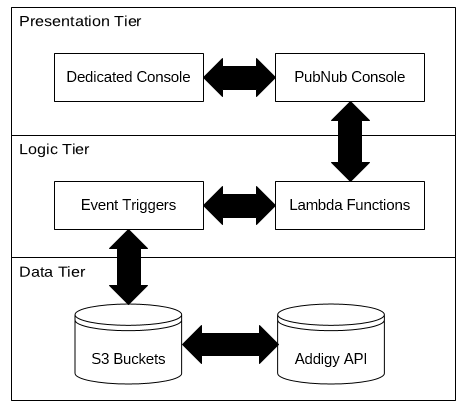 Presentation Tier
Dedicated Console
PubNub Console
Logic Tier
Event Triggers
Lambda Functions
Data Tier
S3 Buckets
Addigy API